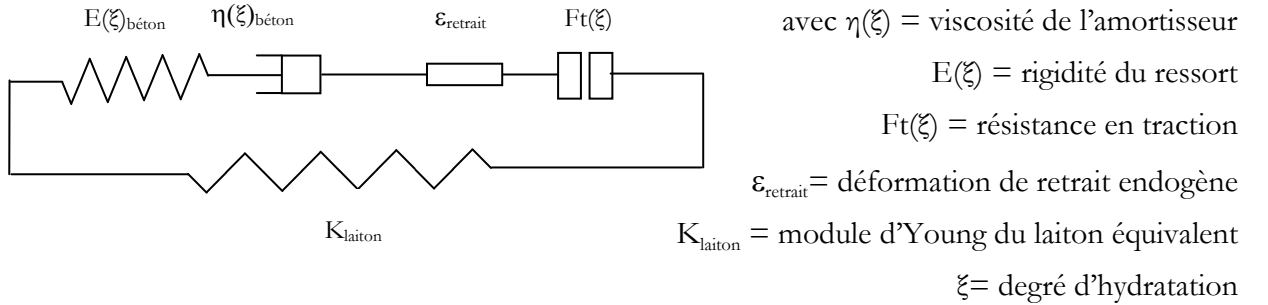 E(ξ)béton η(ξ)béton εretrait Ft(ξ)
Klaiton
avec η(ξ) = viscosité de l’amortisseur
E(ξ) = rigidité du ressort
Ft(ξ) = résistance en traction
εretrait= déformation de retrait endogène
Klaiton = module d’Young du laiton équivalent
ξ= degré d’hydratation